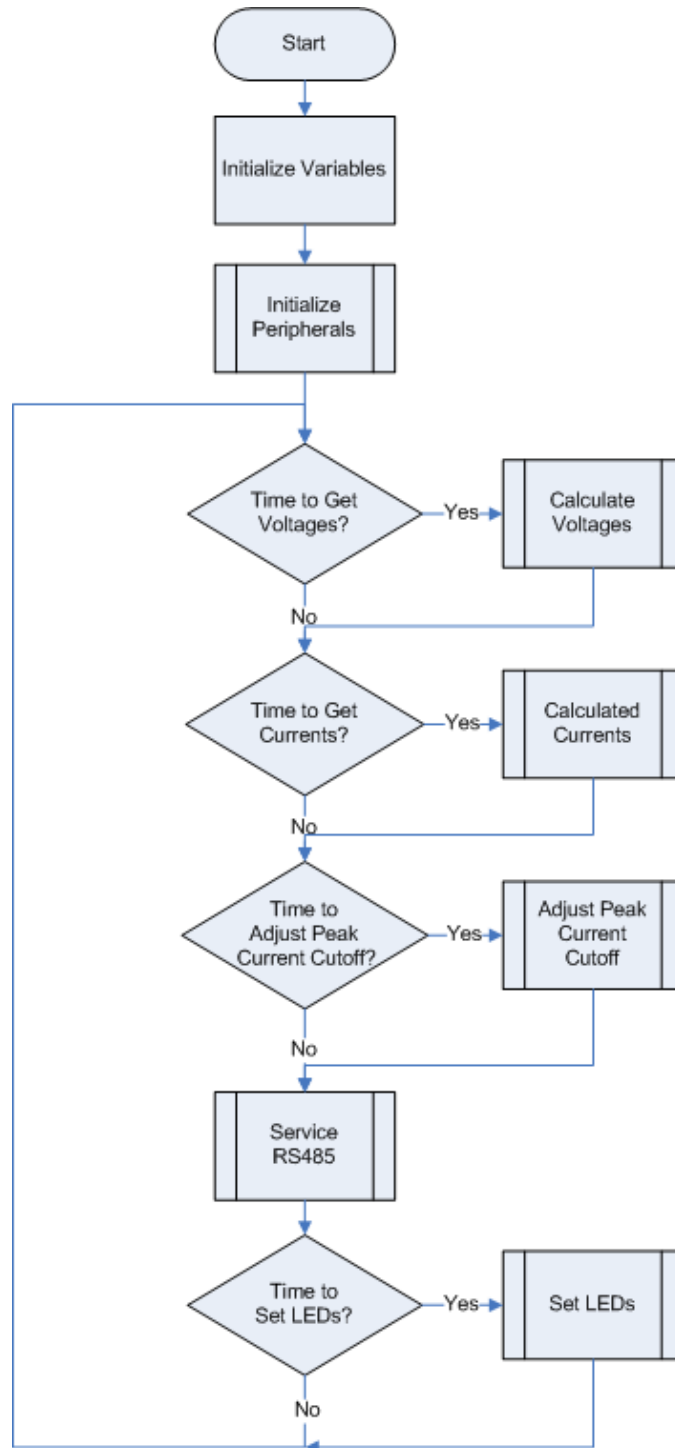 Start
Initialize Variables
Initialize
Peripherals
Time to Get
Voltages?
Yes
Calculate
Voltages
No
Time to Get
Currents?
Yes
Calculated
Currents
No
Time to
Adjust Peak
Current Cutoff?
Yes
Adjust Peak
Current
Cutoff
No
Service
RS485
Time to
Set LEDs?
Yes
Set LEDs
No